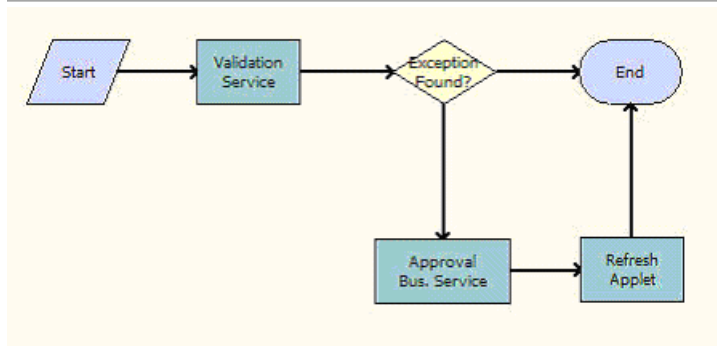 Start
Validation
Service
Exception
Found?
End
Approval
Bus. Service
Refresh
Applet